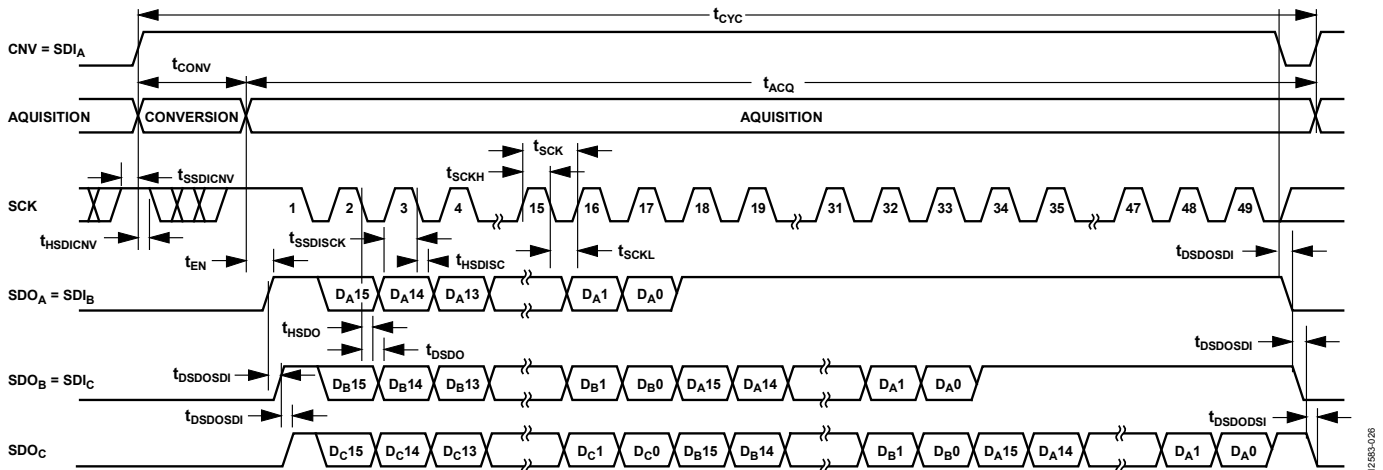 tCYC
CNV = SDIA
tCONV
tACQ
AQUISITION CONVERSION AQUISITION
tSCK
tSCKH
tSSDICNV
SCK 1 2 3 4 15 16 17 18 19 31 32 33 34 35 47 48 49
tHSDICNV
tSSDISCK
tSCKL
tDSDOSDI
tEN
tHSDISC
SDOA = SDIB DA15 DA14 DA13 DA1 DA0
tHSDO
tDSDO
tDSDOSDI
tDSDOSDI
SDOB = SDIC DB15 DB14 DB13 DB1 DB0 DA15 DA14 DA1 DA0
tDSDOSDI
tDSDODSI
SDOC DC15 DC14 DC13 DC1 DC0 DB15 DB14 DB1 DB0 DA15 DA14 DA1 DA0